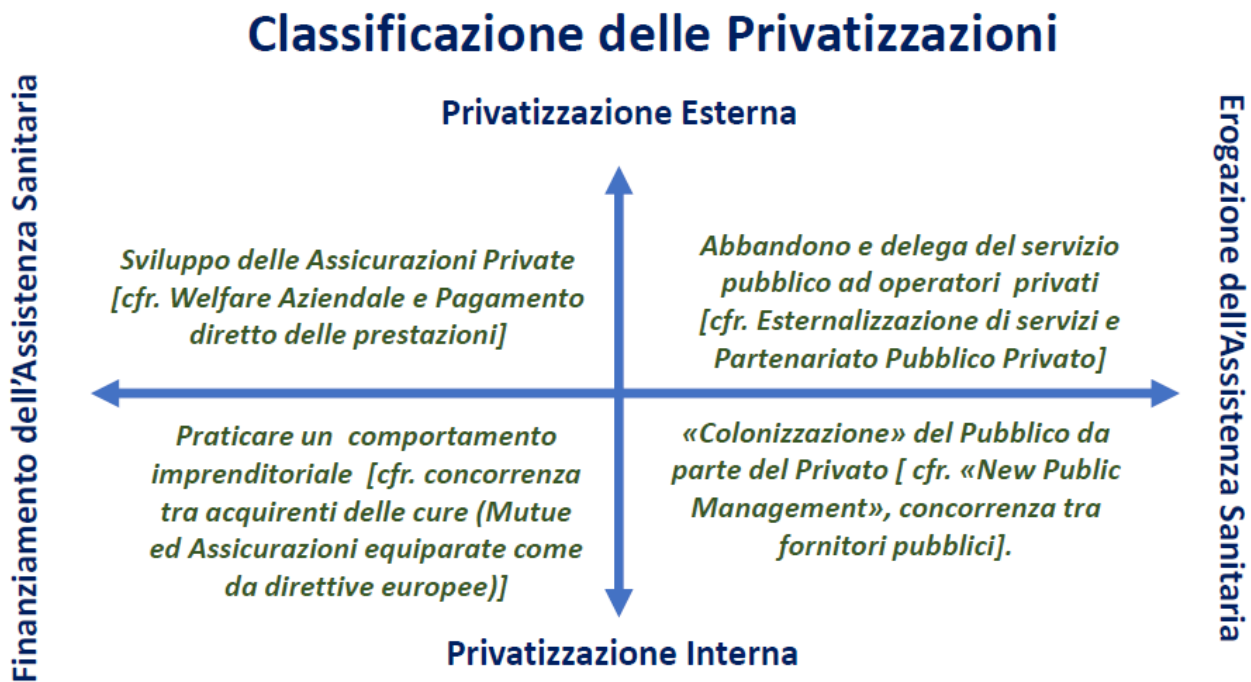 Classificazione delle Privatizzazioni
Privatizzazione Esterna
Finanziamento dell'Assistenza Sanitaria
Erogazione dell'Assistenza Sanitaria
Sviluppo delle Assicurazioni Private
[cfr. Welfare Aziendale e Pagamento
diretto delle prestazioni]
Abbandono e delega del servizio
pubblico ad operatori privati
[cfr. Esternalizzazione di servizi e
Partenariato Pubblico Privato]
Praticare un comportamento
imprenditoriale [cfr. concorrenza
tra acquirenti delle cure (Mutue
ed Assicurazioni equiparate come
da direttive europee)]
«Colonizzazione» del Pubblico da
parte del Privato [ cfr. «New Public
Management», concorrenza tra
fornitori pubblici].
Privatizzazione Interna